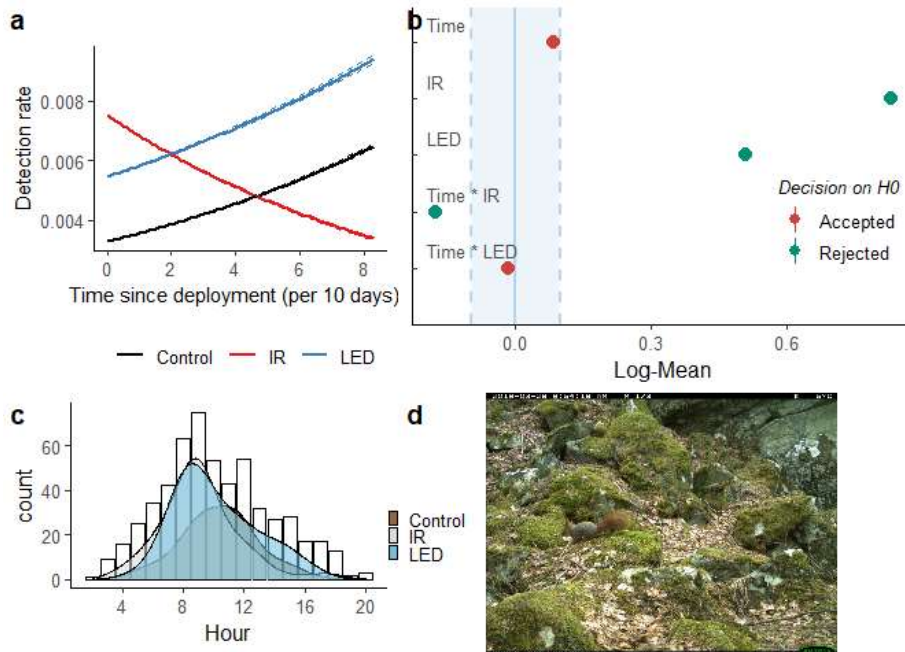 a
Detection rate
0.008
0.006
0.004
0 2 4 6 8
Time since deployment (per 10 days)
Control IR LED
b
Time
IR
LED
Time * IR
Time * LED
Decision on H0
Accepted
Rejected
0.0 0.3 0.6
Log-Mean
c
count
60
40
20
0
4 8 12 16 20
Hour
Control
IR
LED
d